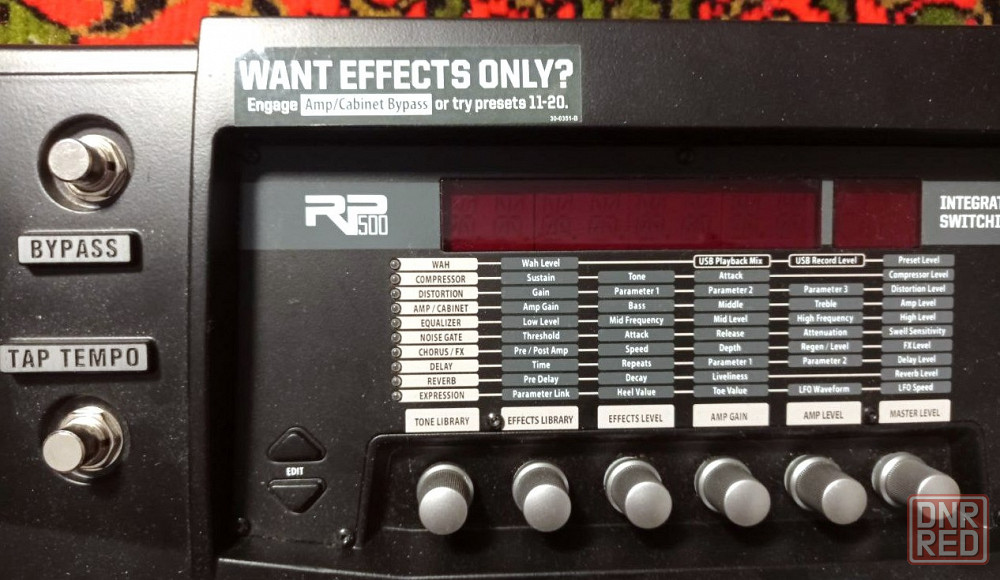 WANT EFFECTS ONLY?
Engage Amp/Cabinet Bypass or try presets 11-20.
30-0391-B
RP500
INTEGRAT
SWITCHI
BYPASS
TAP TEMPO
USB Playback Mix USB Record Level Preset Level
WAH Wah Level
COMPRESSOR Sustain Tone Attack Compressor Level
DISTORTION Gain Parameter 1 Parameter 2 Parameter 3 Distortion Level
AMP / CABINET Amp Gain Bass Middle Treble Amp Level
EQUALIZER Low Level Mid Frequency Mid Level High Frequency High Level
NOISE GATE Threshold Attack Release Attenuation Swell Sensitivity
CHORUS / FX Pre / Post Amp Speed Depth Regen / Level FX Level
DELAY Time Repeats Parameter 1 Parameter 2 Delay Level
REVERB Pre Delay Decay Liveliness Reverb Level
EXPRESSION Parameter Link Heel Value Toe Value LFO Waveform LFO Speed
TONE LIBRARY EFFECTS LIBRARY EFFECTS LEVEL AMP GAIN AMP LEVEL MASTER LEVEL
EDIT
DNR
RED